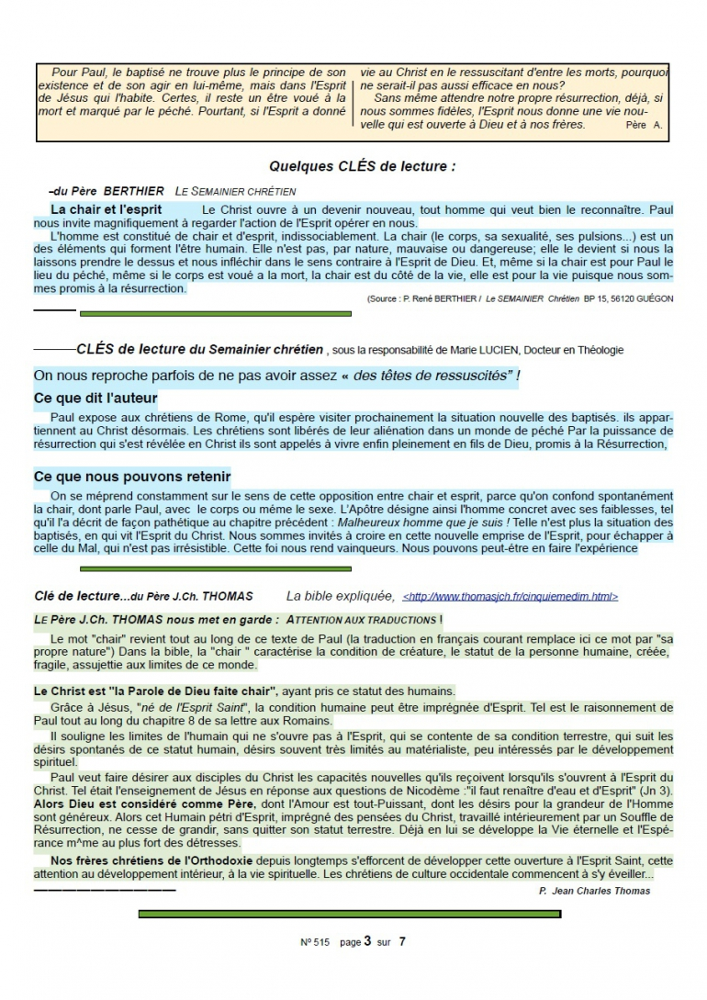 Pour Paul, le baptisé ne trouve plus le principe de son
existence et de son agir en lui-même, mais dans l'Esprit
de Jésus qui l'habite. Certes, il reste un être voué à la
mort et marqué par le péché. Pourtant, si l'Esprit a donné
vie au Christ en le ressuscitant d'entre les morts, pourquoi
ne serait-il pas aussi efficace en nous?
Sans même attendre notre propre résurrection, déjà, si
nous sommes fidèles, l'Esprit nous donne une vie nou-
velle qui est ouverte à Dieu et à nos frères. Père A.
Quelques CLÉS de lecture :
-du Père BERTHIER LE SEMAINIER CHRÉTIEN
La chair et l'esprit Le Christ ouvre à un devenir nouveau, tout homme qui veut bien le reconnaître. Paul
nous invite magnifiquement à regarder l'action de l'Esprit opérer en nous.
L'homme est constitué de chair et d'esprit, indissociablement. La chair (le corps, sa sexualité, ses pulsions...) est un
des éléments qui forment l'être humain. Elle n'est pas, par nature, mauvaise ou dangereuse; elle le devient si nous la
laissons prendre le dessus et nous infléchir dans le sens contraire à l'Esprit de Dieu. Et, même si la chair est pour Paul le
lieu du péché, même si le corps est voué a la mort, la chair est du côté de la vie, elle est pour la vie puisque nous som-
mes promis à la résurrection.
(Source : P. René BERTHIER / Le SEMAINIER Chrétien BP 15, 56120 GUÉGON
———CLÉS de lecture du Semainier chrétien , sous la responsabilité de Marie LUCIEN, Docteur en Théologie
On nous reproche parfois de ne pas avoir assez « des têtes de ressuscités” !
Ce que dit l'auteur
Paul expose aux chrétiens de Rome, qu'il espère visiter prochainement la situation nouvelle des baptisés. ils appar-
tiennent au Christ désormais. Les chrétiens sont libérés de leur aliénation dans un monde de péché Par la puissance de
résurrection qui s'est révélée en Christ ils sont appelés à vivre enfin pleinement en fils de Dieu, promis à la Résurrection,
Ce que nous pouvons retenir
On se méprend constamment sur le sens de cette opposition entre chair et esprit, parce qu'on confond spontanément
la chair, dont parle Paul, avec le corps ou méme le sexe. L'Apôtre désigne ainsi l'homme concret avec ses faiblesses, tel
qu'il l'a décrit de façon pathétique au chapitre précédent : Malheureux homme que je suis ! Telle n'est plus la situation des
baptisés, en qui vit l'Esprit du Christ. Nous sommes invités à croire en cette nouvelle emprise de l'Esprit, pour échapper à
celle du Mal, qui n'est pas irrésistible. Cette foi nous rend vainqueurs. Nous pouvons peut-étre en faire l'expérience
Clé de lecture...du Père J.Ch. THOMAS La bible expliquée, <http://www.thomasjch.fr/cinquiemedim.html>
LE Père J.Ch. THOMAS nous met en garde : ATTENTION AUX TRADUCTIONS !
Le mot "chair" revient tout au long de ce texte de Paul (la traduction en français courant remplace ici ce mot par "sa
propre nature") Dans la bible, la "chair " caractérise la condition de créature, le statut de la personne humaine, créée,
fragile, assujettie aux limites de ce monde.
Le Christ est "la Parole de Dieu faite chair", ayant pris ce statut des humains.
Grâce à Jésus, "né de l'Esprit Saint", la condition humaine peut être imprégnée d'Esprit. Tel est le raisonnement de
Paul tout au long du chapitre 8 de sa lettre aux Romains.
Il souligne les limites de l'humain qui ne s'ouvre pas à l'Esprit, qui se contente de sa condition terrestre, qui suit les
désirs spontanés de ce statut humain, désirs souvent très limités au matérialiste, peu intéressés par le développement
spirituel.
Paul veut faire désirer aux disciples du Christ les capacités nouvelles qu'ils reçoivent lorsqu'ils s'ouvrent à l'Esprit du
Christ. Tel était l'enseignement de Jésus en réponse aux questions de Nicodème :"il faut renaître d'eau et d'Esprit" (Jn 3).
Alors Dieu est considéré comme Père, dont l'Amour est tout-Puissant, dont les désirs pour la grandeur de l'Homme
sont généreux. Alors cet Humain pétri d'Esprit, imprégné des pensées du Christ, travaillé intérieurement par un Souffle de
Résurrection, ne cesse de grandir, sans quitter son statut terrestre. Déjà en lui se développe la Vie éternelle et l'Espé-
rance m^me au plus fort des détresses.
Nos frères chrétiens de l'Orthodoxie depuis longtemps s'efforcent de développer cette ouverture à l'Esprit Saint, cette
attention au développement intérieur, à la vie spirituelle. Les chrétiens de culture occidentale commencent à s'y éveiller...
P. Jean Charles Thomas
Nº 515 page 3 sur 7